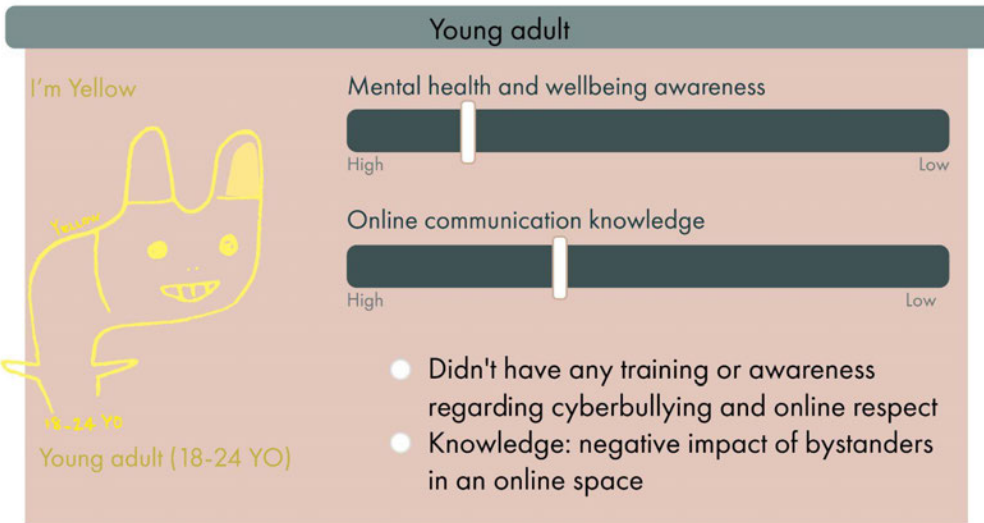 Young adult
I'm Yellow
Yellow
18-24 YO
Young adult (18-24 YO)
Mental health and wellbeing awareness
High
Low
Online communication knowledge
High
Low
Didn't have any training or awareness
regarding cyberbullying and online respect
Knowledge: negative impact of bystanders
in an online space